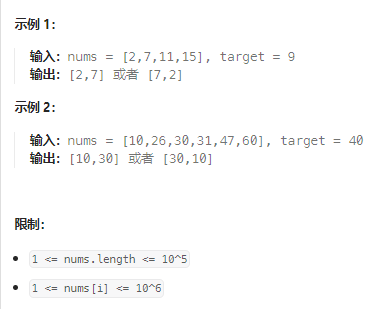 示例 1：
输入：nums = [2,7,11,15], target = 9
输出：[2,7] 或者 [7,2]
示例 2：
输入：nums = [10,26,30,31,47,60], target = 40
输出：[10,30] 或者 [30,10]
限制：
1 <= nums.length <= 10^5
1 <= nums[i] <= 10^6